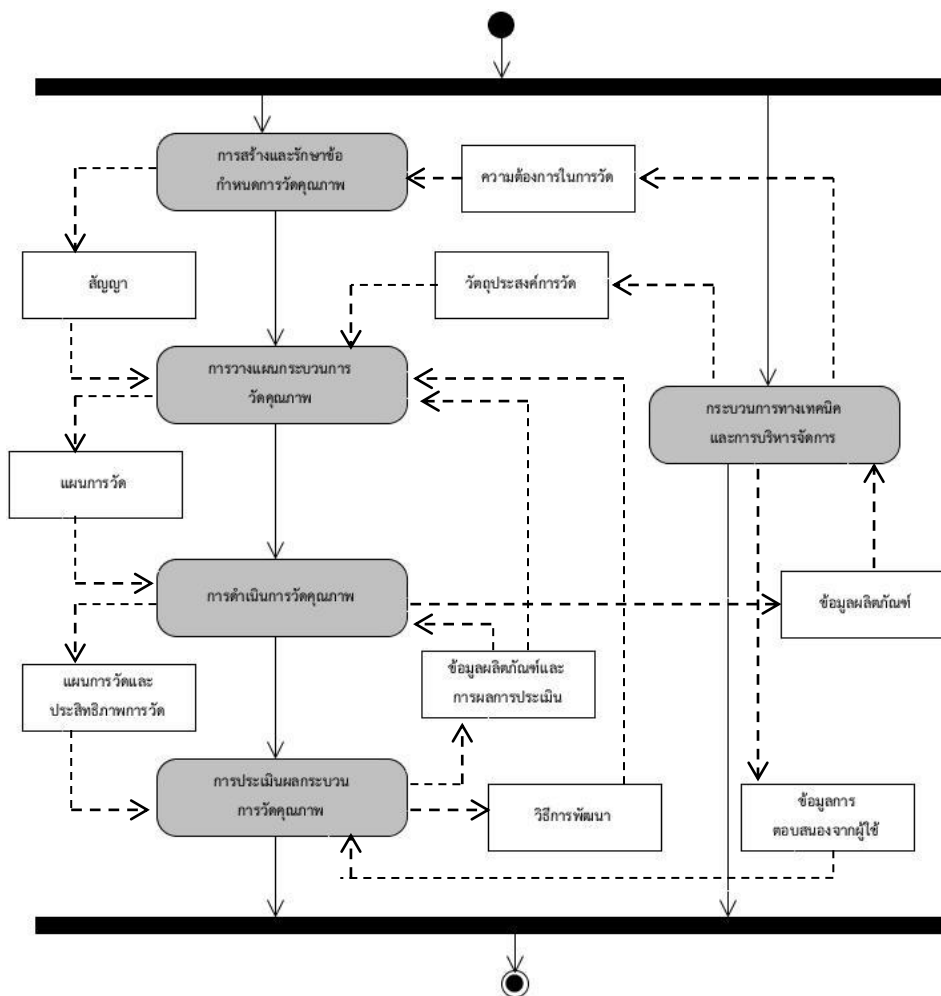 การสร้างและรักษาข้อ
กำหนดการวัดคุณภาพ
ความต้องการในการวัด
สัญญา
วัตถุประสงค์การวัด
การวางแผนกระบวนการ
วัดคุณภาพ
กระบวนการทางเทคนิค
และการบริหารจัดการ
แผนการวัด
การดำเนินการวัดคุณภาพ
ข้อมูลผลิตภัณฑ์
แผนการวัดและ
ประสิทธิภาพการวัด
ข้อมูลผลิตภัณฑ์และ
การผลการประเมิน
การประเมินผลกระบวน
การวัดคุณภาพ
วิธีการพัฒนา
ข้อมูลการ
ตอบสนองจากผู้ใช้